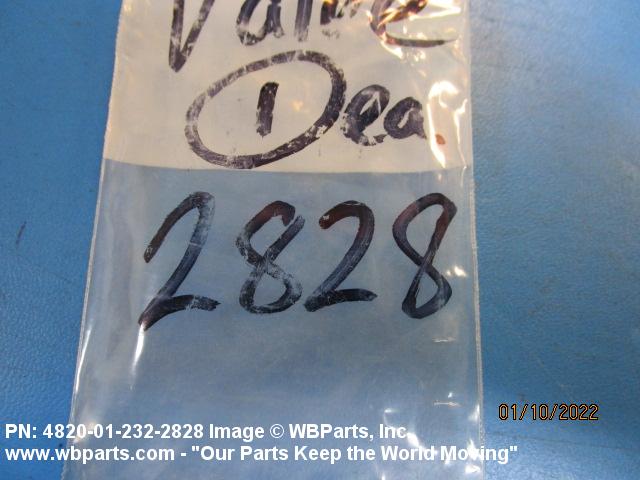 Valve
1 ea.
2828
01/10/2022
PN: 4820-01-232-2828 Image © WBParts, Inc.
www.wbparts.com - "Our Parts Keep the World Moving"